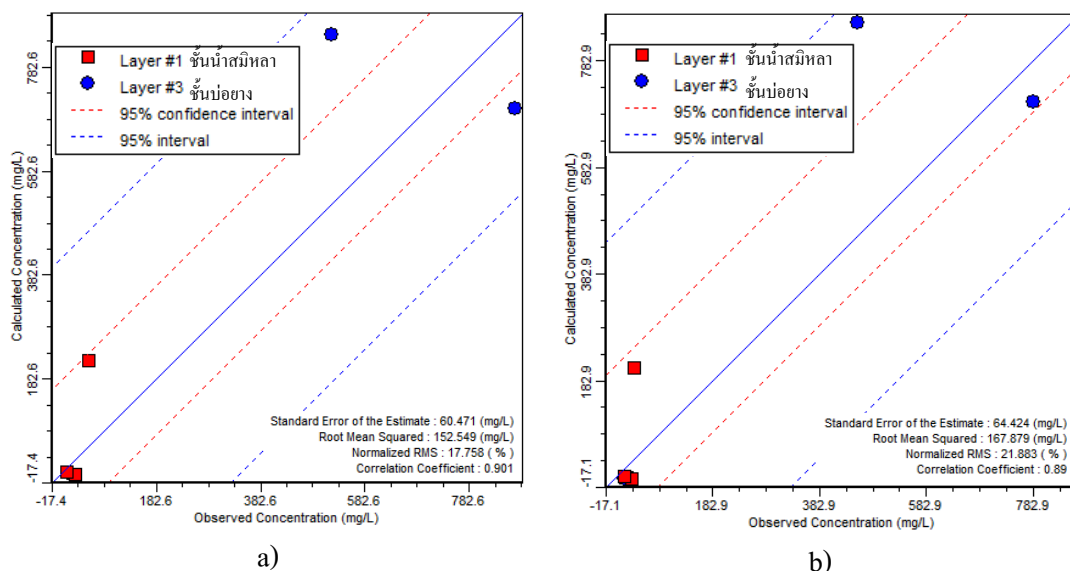 Layer #1 ชั้นน้ำสมิหลา
Layer #3 ชั้นบ่อยาง
95% confidence interval
95% interval
Calculated Concentration (mg/L)
782.6
582.6
382.6
182.6
-17.4
Standard Error of the Estimate : 60.471 (mg/L)
Root Mean Squared : 152.549 (mg/L)
Normalized RMS : 17.758 ( % )
Correlation Coefficient : 0.901
-17.4 182.6 382.6 582.6 782.6
Observed Concentration (mg/L)
a)
Layer #1 ชั้นน้ำสมิหลา
Layer #3 ชั้นบ่อยาง
95% confidence interval
95% interval
Calculated Concentration (mg/L)
782.9
582.9
382.9
182.9
-17.1
Standard Error of the Estimate : 64.424 (mg/L)
Root Mean Squared : 167.879 (mg/L)
Normalized RMS : 21.883 ( % )
Correlation Coefficient : 0.89
-17.1 182.9 382.9 582.9 782.9
Observed Concentration (mg/L)
b)